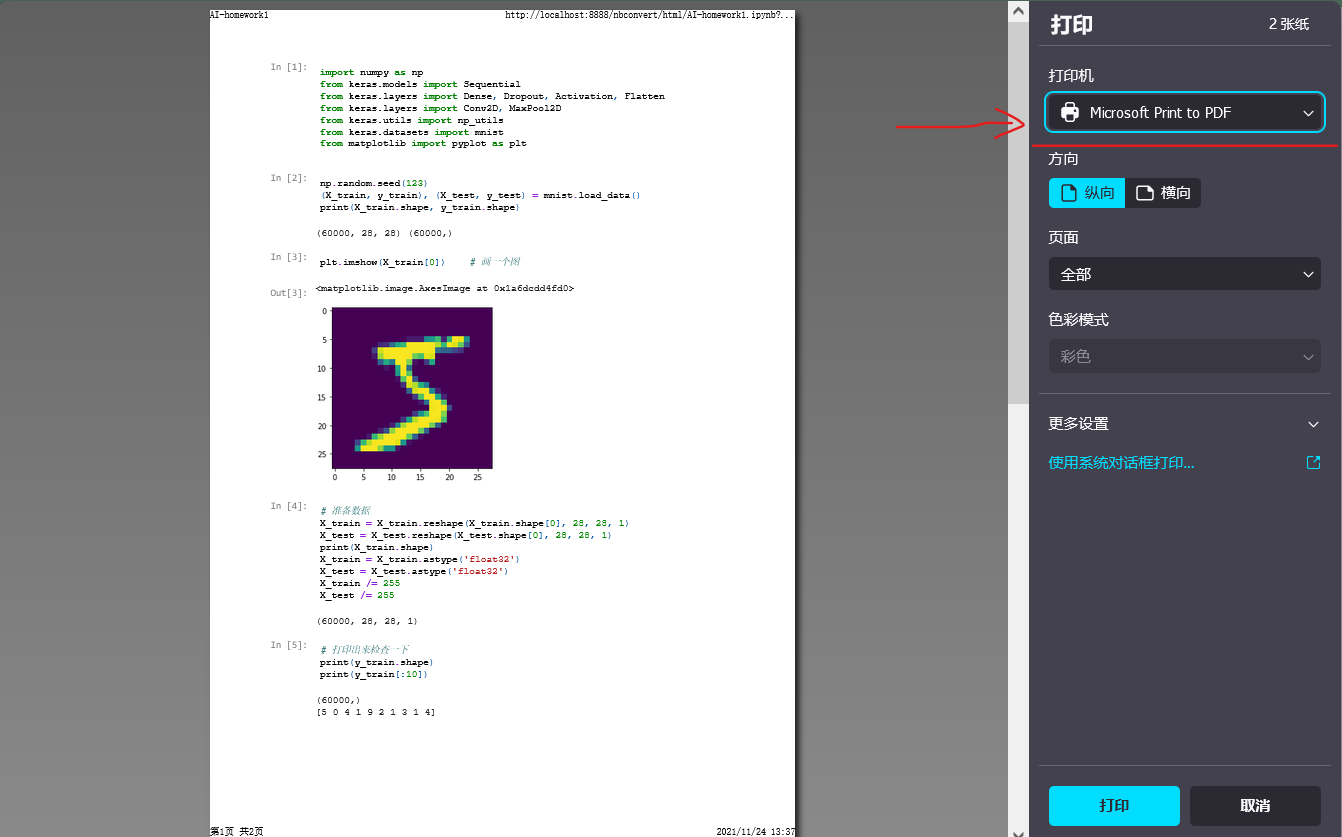 AI-homework1 http://localhost:8888/nbconvert/html/AI-homework1.ipynb?...
In [1]:
import numpy as np
from keras.models import Sequential
from keras.layers import Dense, Dropout, Activation, Flatten
from keras.layers import Conv2D, MaxPool2D
from keras.utils import np_utils
from keras.datasets import mnist
from matplotlib import pyplot as plt
In [2]:
np.random.seed(123)
(X_train, y_train), (X_test, y_test) = mnist.load_data()
print(X_train.shape, y_train.shape)
(60000, 28, 28) (60000,)
In [3]:
plt.imshow(X_train[0]) # 画一个图
Out[3]:
<matplotlib.image.AxesImage at 0x1a6dcdd4fd0>
0
5
10
15
20
25
0 5 10 15 20 25
In [4]:
# 准备数据
X_train = X_train.reshape(X_train.shape[0], 28, 28, 1)
X_test = X_test.reshape(X_test.shape[0], 28, 28, 1)
print(X_train.shape)
X_train = X_train.astype('float32')
X_test = X_test.astype('float32')
X_train /= 255
X_test /= 255
(60000, 28, 28, 1)
In [5]:
# 打印出来检查一下
print(y_train.shape)
print(y_train[:10])
(60000,)
[5 0 4 1 9 2 1 3 1 4]
第1页 共2页 2021/11/24 13:37
打印 2 张纸
打印机
Microsoft Print to PDF
方向
纵向 横向
页面
全部
色彩模式
彩色
更多设置
使用系统对话框打印...
打印 取消